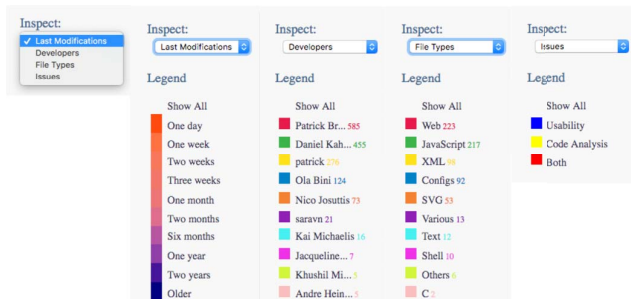 Inspect:
✓ Last Modifications
Developers
File Types
Issues
Inspect:
Last Modifications
Legend
Show All
One day
One week
Two weeks
Three weeks
One month
Two months
Six months
One year
Two years
Older
Inspect:
Developers
Legend
Show All
Patrick Br... 585
Daniel Kah... 455
patrick 276
Ola Bini 124
Nico Josuttis 73
saravn 21
Kai Michaelis 16
Jacqueline... 7
Khushil Mi... 5
Andre Hein... 5
Inspect:
File Types
Legend
Show All
Web 223
JavaScript 217
XML 98
Configs 92
SVG 53
Various 13
Text 12
Shell 10
Others 6
C 2
Inspect:
Issues
Legend
Show All
Usability
Code Analysis
Both